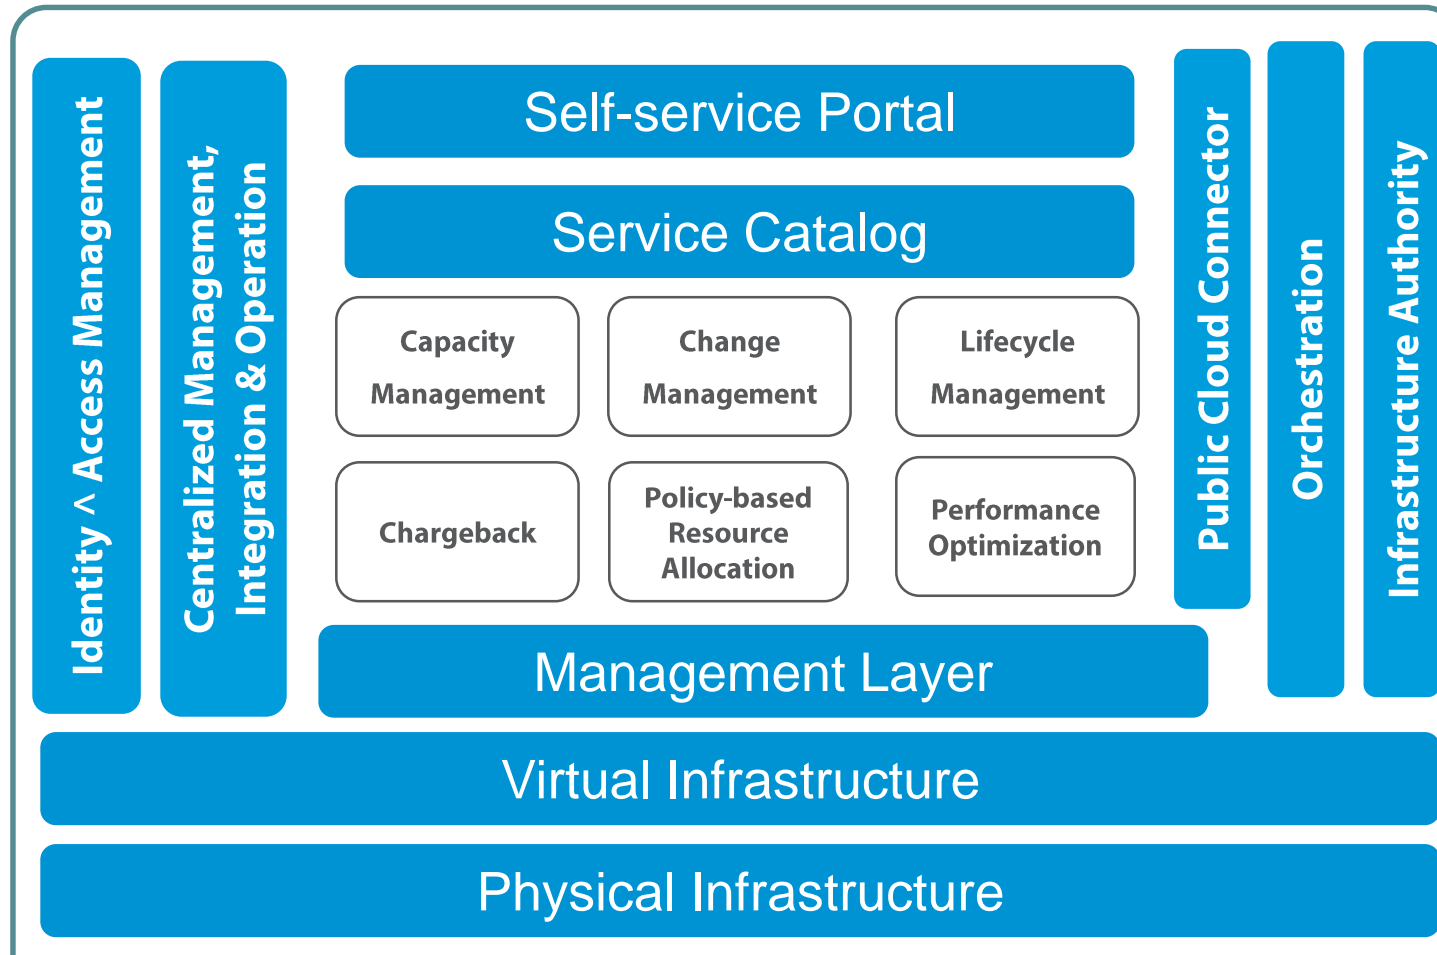 Identity ^ Access Management
Centralized Management,
Integration & Operation
Self-service Portal
Service Catalog
Capacity
Management
Change
Management
Lifecycle
Management
Chargeback
Policy-based
Resource
Allocation
Performance
Optimization
Management Layer
Public Cloud Connector
Orchestration
Infrastructure Authority
Virtual Infrastructure
Physical Infrastructure